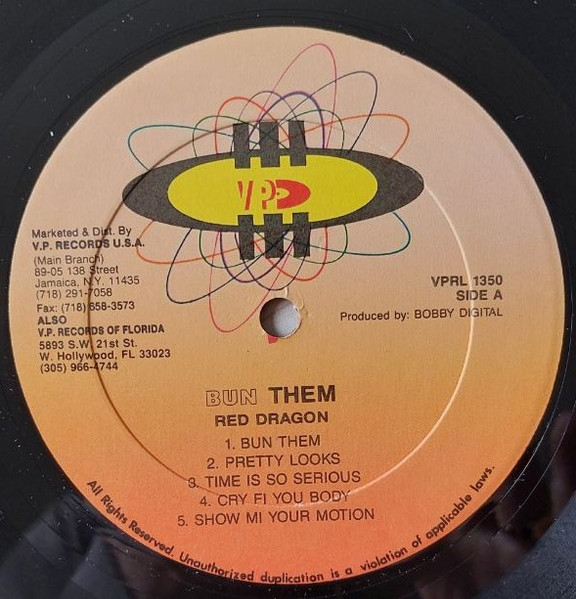 VP
Marketed & Dist. By
V.P. RECORDS U.S.A.
(Main Branch)
89-05 138 Street
Jamaica, N.Y. 11435
(718) 291-7058
Fax: (718) 658-3573
ALSO
V.P. RECORDS OF FLORIDA
5893 S.W. 21st St.
W. Hollywood, FL 33023
(305) 966-4744
VPRL 1350
SIDE A
Produced by: BOBBY DIGITAL
BUN THEM
RED DRAGON
1. BUN THEM
2. PRETTY LOOKS
3. TIME IS SO SERIOUS
4. CRY FI YOU BODY
5. SHOW MI YOUR MOTION
All Rights Reserved. Unauthorized duplication is a violation of applicable laws.